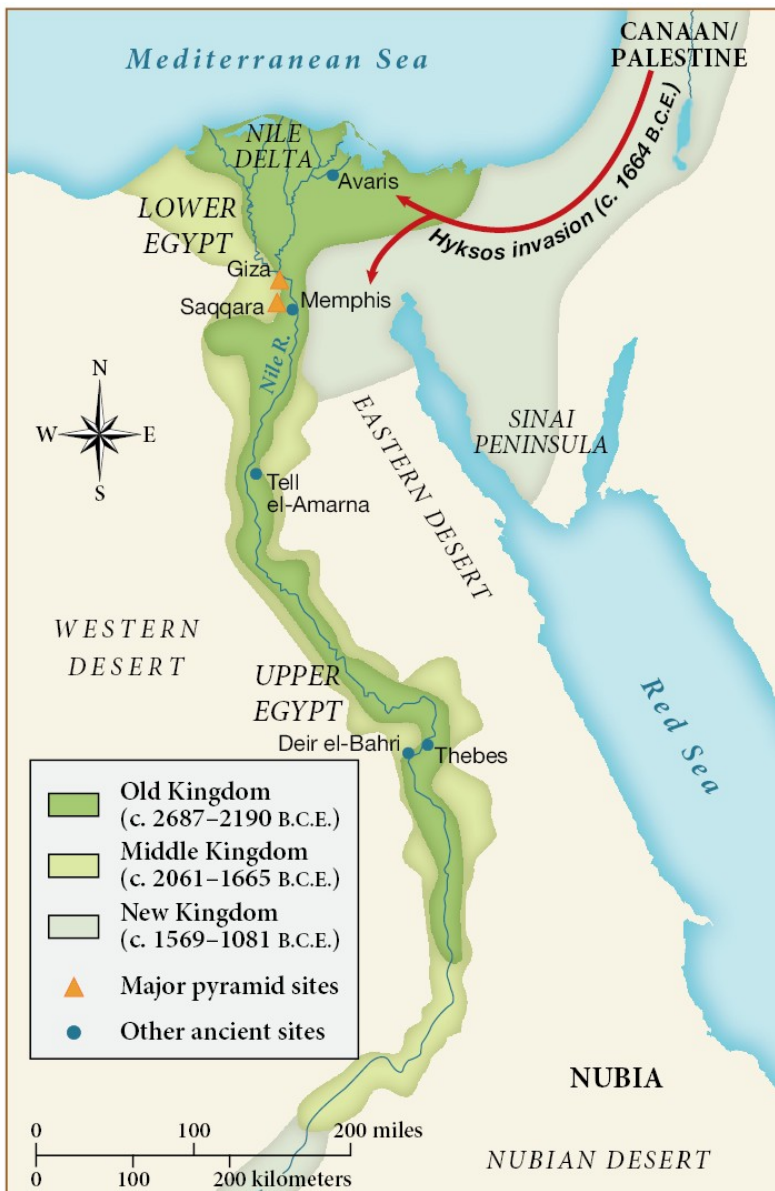 CANAAN/
PALESTINE
Mediterranean Sea
Hyksos invasion (c. 1664 B.C.E.)
NILE
DELTA
Avaris
LOWER
EGYPT
Giza
Saqqara
Memphis
Nile R.
N
W
E
S
SINAI
PENINSULA
EASTERN DESERT
Tell
el-Amarna
WESTERN
DESERT
UPPER
EGYPT
Red Sea
Deir el-Bahri
Thebes
Old Kingdom
(c. 2687–2190 B.C.E.)
Middle Kingdom
(c. 2061–1665 B.C.E.)
New Kingdom
(c. 1569–1081 B.C.E.)
Major pyramid sites
Other ancient sites
NUBIA
NUBIAN DESERT
0 100 200 miles
0 100 200 kilometers